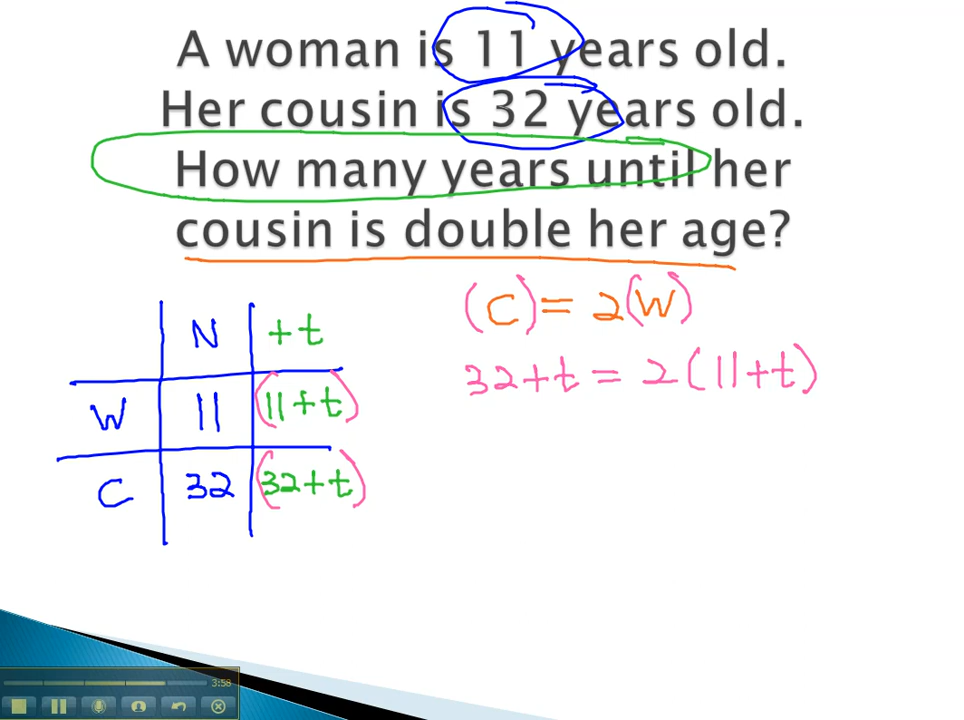 A woman is 11 years old.
Her cousin is 32 years old.
How many years until her
cousin is double her age?
(C) = 2(W)
32+t = 2(11+t)
N +t
W 11 (11+t)
C 32 (32+t)
3:58